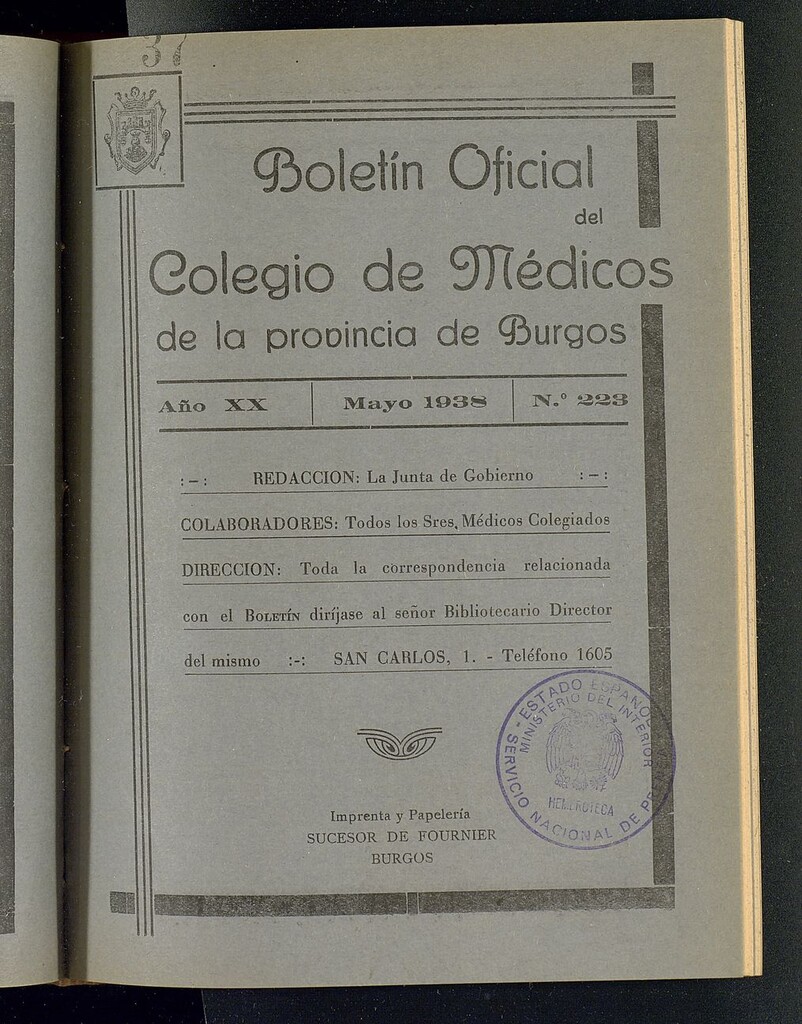 37
Boletín Oficial
del
Colegio de Médicos
de la provincia de Burgos
Año XX
Mayo 1938
N.º 223
:-: REDACCION: La Junta de Gobierno :-:
COLABORADORES: Todos los Sres, Médicos Colegiados
DIRECCION: Toda la correspondencia relacionada
con el BOLETÍN diríjase al señor Bibliotecario Director
del mismo :-: SAN CARLOS, 1. - Teléfono 1605
- ESTADO ESPAÑOL
MINISTERIO DEL INTERIOR
HEMEROTECA
SERVICIO NACIONAL DE
Imprenta y Papelería
SUCESOR DE FOURNIER
BURGOS